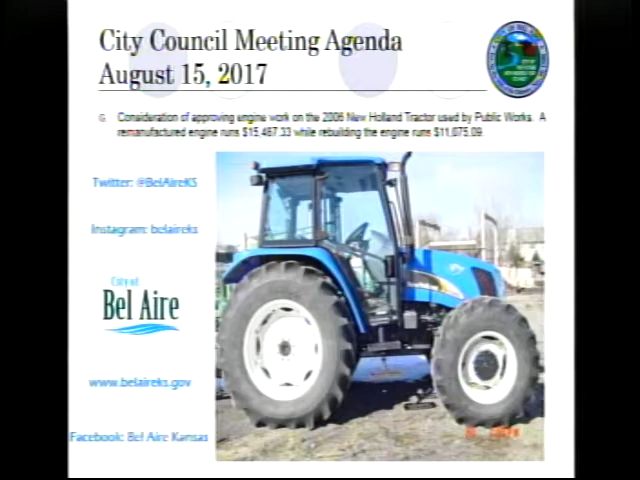 City Council Meeting Agenda
August 15, 2017
G. Consideration of approving engine work on the 2006 New Holland Tractor used by Public Works. A
remanufactured engine runs $15,487.33 while rebuilding the engine runs $11,075.09.
Twitter: @BelAireKS
Instagram: belaireks
City of
Bel Aire
www.belaireks.gov
Facebook: Bel Aire Kansas